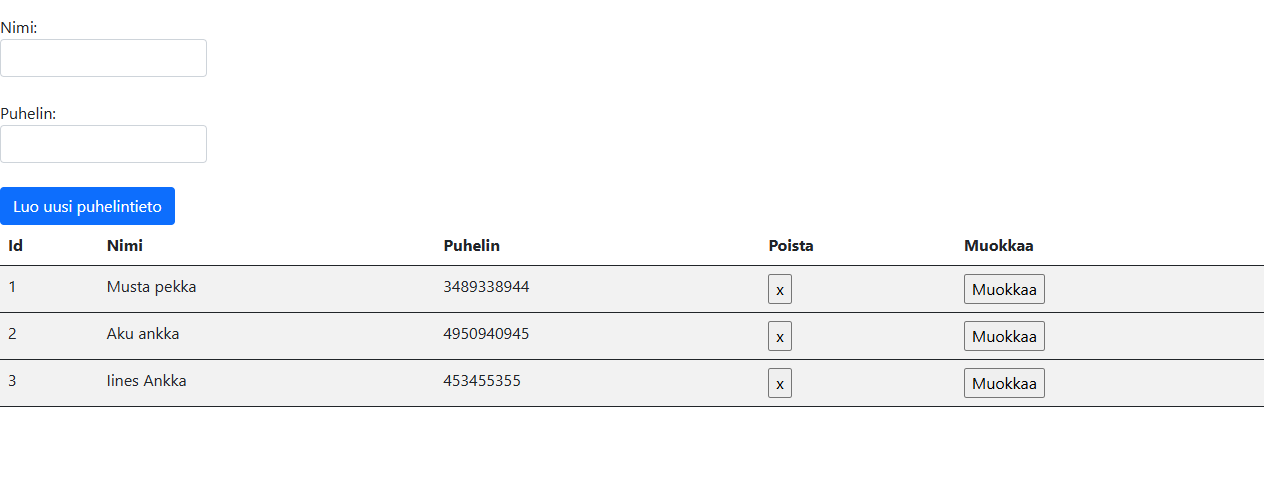 Nimi:
Puhelin:
Luo uusi puhelintieto
Id Nimi Puhelin Poista Muokkaa
1 Musta pekka 3489338944 x Muokkaa
2 Aku ankka 4950940945 x Muokkaa
3 Iines Ankka 453455355 x Muokkaa